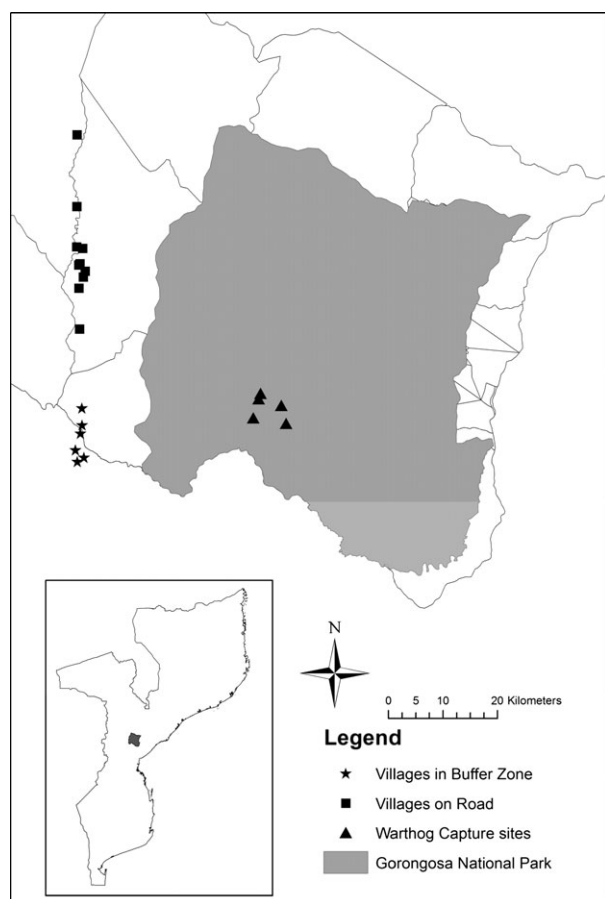 N
0 5 10 20 Kilometers
Legend
Villages in Buffer Zone
Villages on Road
Warthog Capture sites
Gorongosa National Park